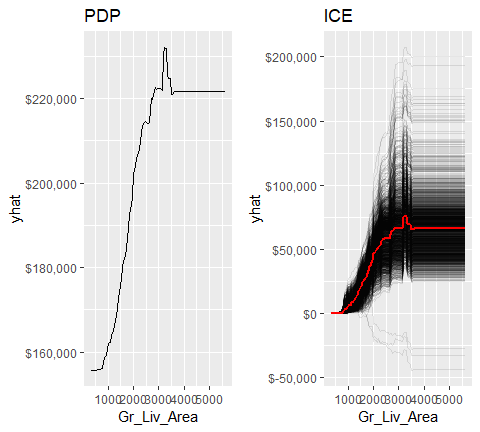 PDP
yhat
$220,000
$200,000
$180,000
$160,000
1000 2000 3000 4000 5000
Gr_Liv_Area
ICE
yhat
$200,000
$150,000
$100,000
$50,000
$0
$-50,000
1000 2000 3000 4000 5000
Gr_Liv_Area